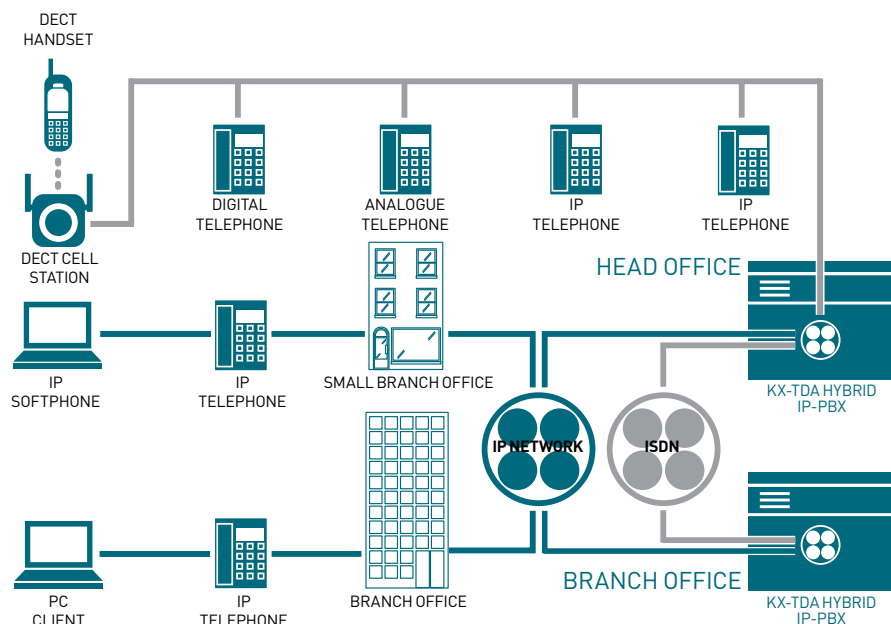 DECT
HANDSET
DIGITAL
TELEPHONE
ANALOGUE
TELEPHONE
IP
TELEPHONE
IP
TELEPHONE
DECT CELL
STATION
HEAD OFFICE
IP
SOFTPHONE
IP
TELEPHONE
SMALL BRANCH OFFICE
KX-TDA HYBRID
IP-PBX
IP NETWORK
ISDN
BRANCH OFFICE
PC
CLIENT
IP
TELEPHONE
BRANCH OFFICE
KX-TDA HYBRID
IP-PBX